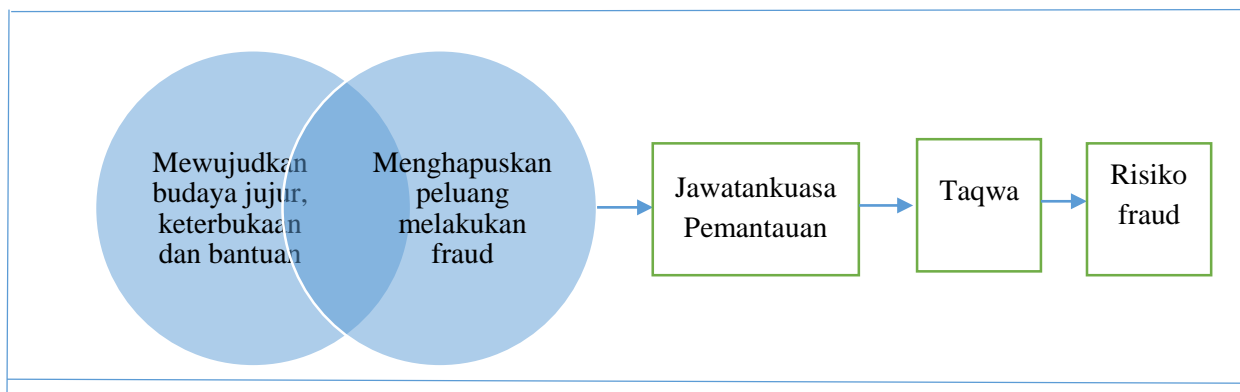 Mewujudkan
budaya jujur,
keterbukaan
dan bantuan
Menghapuskan
peluang
melakukan
fraud
Jawatankuasa
Pemantauan
Taqwa
Risiko
fraud